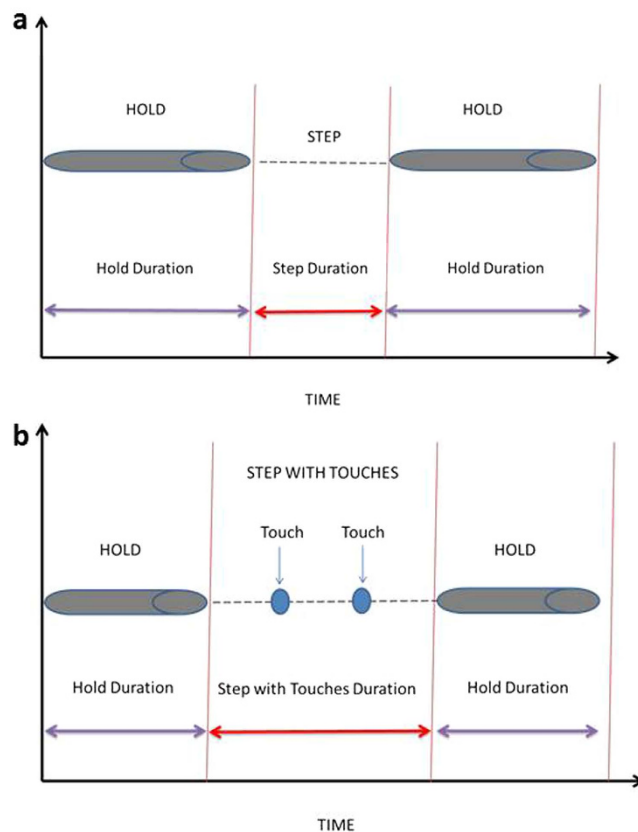 a
HOLD HOLD
STEP
Hold Duration Step Duration Hold Duration
TIME
b
STEP WITH TOUCHES
Touch Touch
HOLD HOLD
Hold Duration Step with Touches Duration Hold Duration
TIME